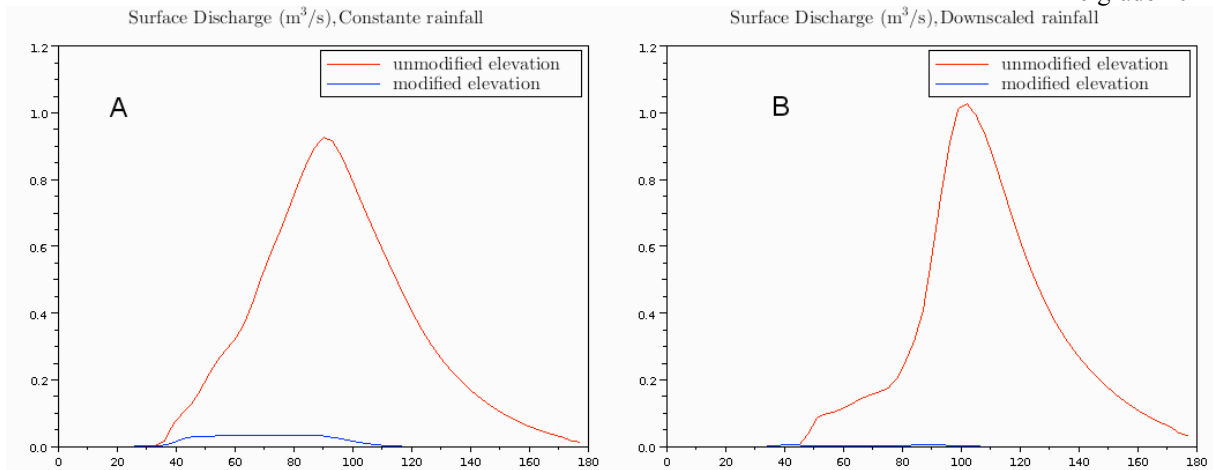 Surface Discharge (m³/s),Constante rainfall
1.2
1.0
0.8
0.6
0.4
0.2
0.0
0 20 40 60 80 100 120 140 160 180
unmodified elevation
modified elevation
A
Surface Discharge (m³/s),Downscaled rainfall
1.2
1.0
0.8
0.6
0.4
0.2
0.0
0 20 40 60 80 100 120 140 160 180
unmodified elevation
modified elevation
B